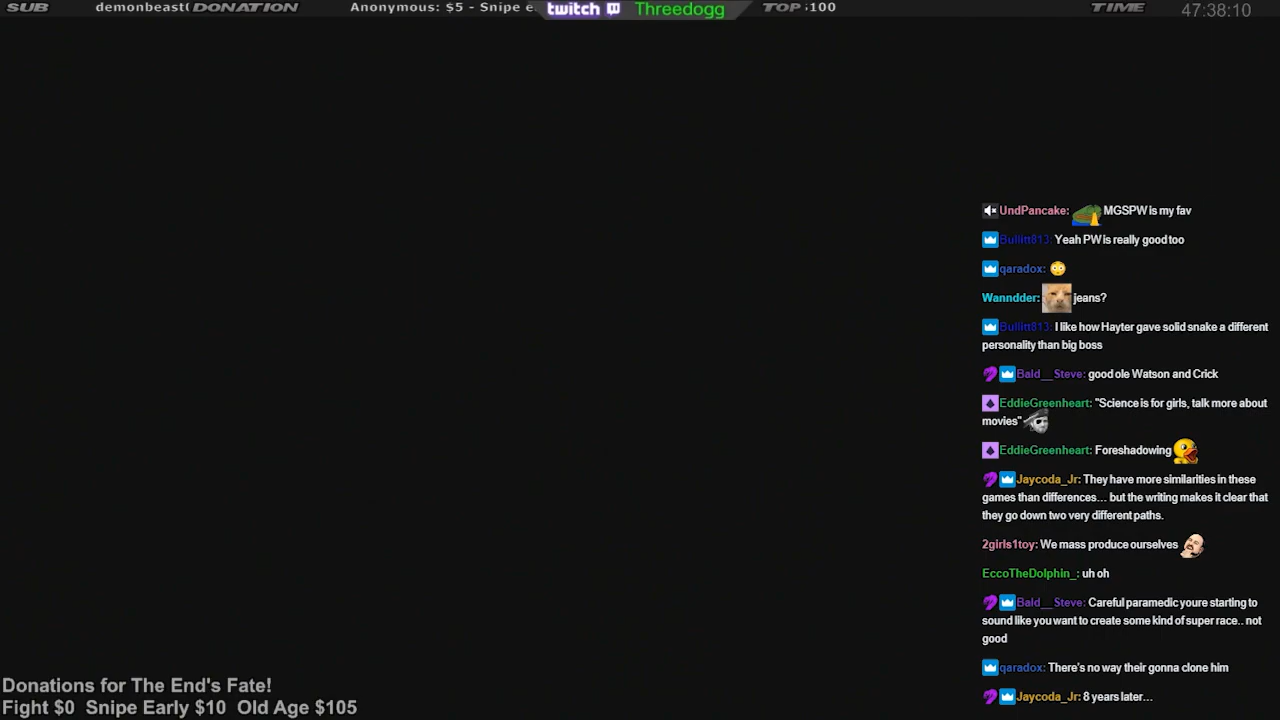 SUB demonbeast( DONATION Anonymous: $5 - Snipe e twitch Threedogg TOP :100 TIME 47:38:10
UndPancake: MGSPW is my fav
Bullitt813: Yeah PW is really good too
qaradox: 😳
Wanndder: jeans?
Bullitt813: I like how Hayter gave solid snake a different
personality than big boss
Bald__Steve: good ole Watson and Crick
EddieGreenheart: "Science is for girls, talk more about
movies"
EddieGreenheart: Foreshadowing
Jaycoda_Jr: They have more similarities in these
games than differences... but the writing makes it clear that
they go down two very different paths.
2girls1toy: We mass produce ourselves
EccoTheDolphin_: uh oh
Bald__Steve: Careful paramedic youre starting to
sound like you want to create some kind of super race.. not
good
qaradox: There's no way their gonna clone him
Jaycoda_Jr: 8 years later...
Donations for The End's Fate!
Fight $0 Snipe Early $10 Old Age $105